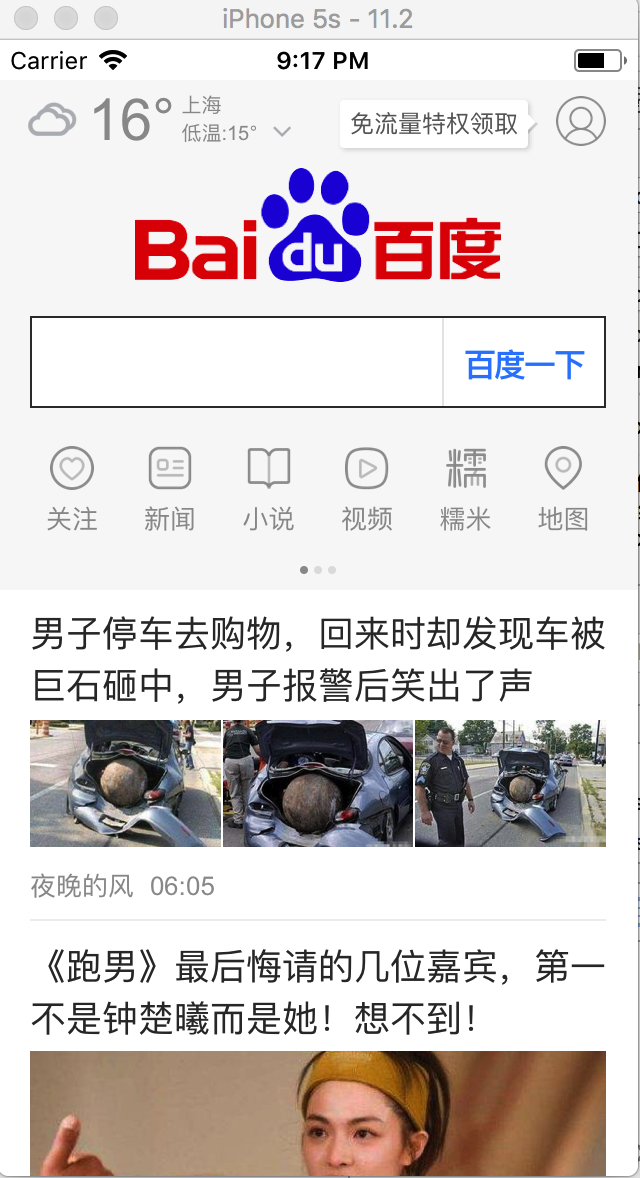 iPhone 5s - 11.2
Carrier 9:17 PM
16° 上海
低温:15°
免流量特权领取
Bai du 百度
百度一下
糯
关注 新闻 小说 视频 糯米 地图
男子停车去购物，回来时却发现车被
巨石砸中，男子报警后笑出了声
夜晚的风 06:05
《跑男》最后悔请的几位嘉宾，第一
不是钟楚曦而是她！想不到！